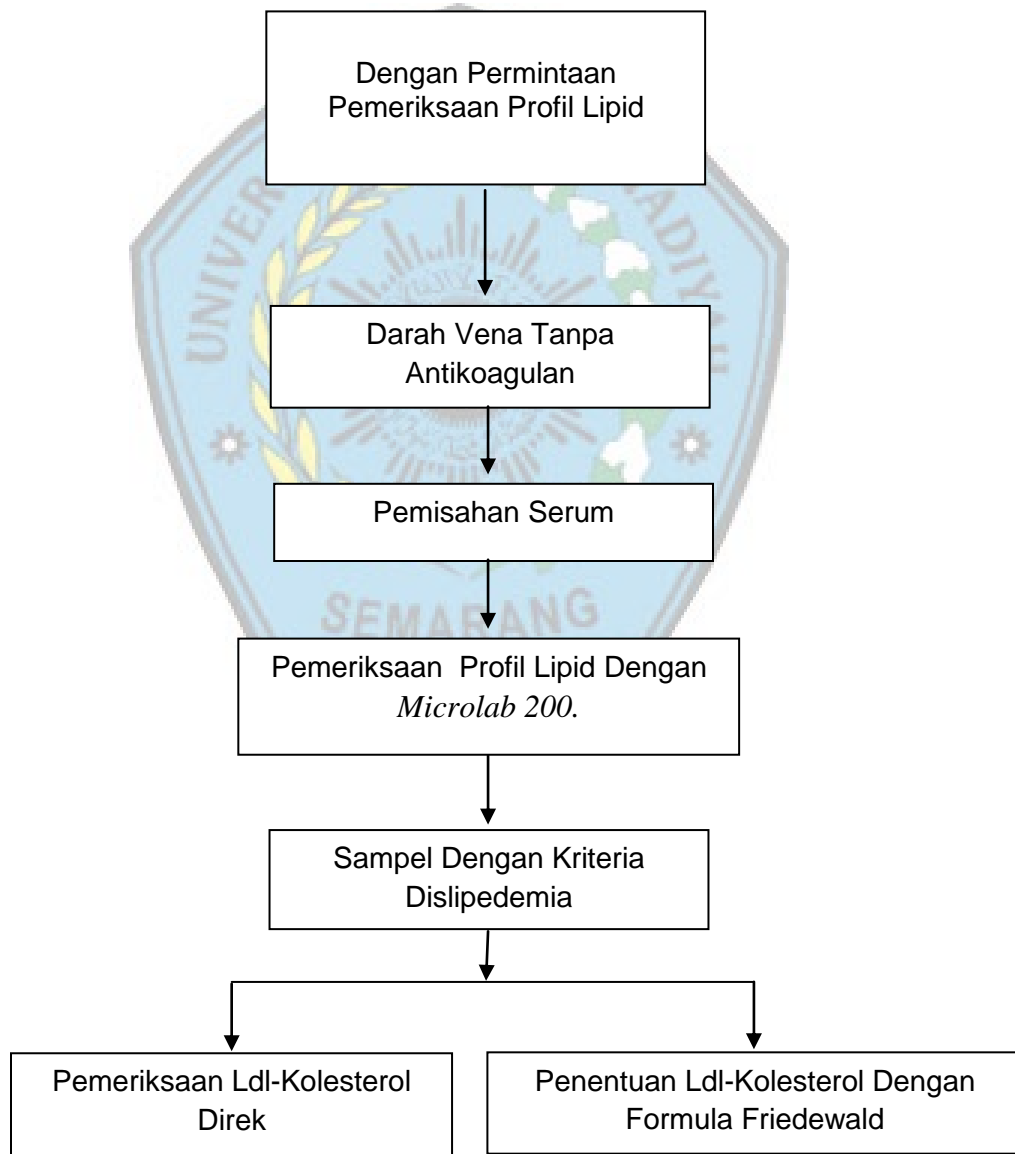 Dengan Permintaan
Pemeriksaan Profil Lipid
Darah Vena Tanpa
Antikoagulan
Pemisahan Serum
SEMARANG
Pemeriksaan Profil Lipid Dengan
Microlab 200.
Sampel Dengan Kriteria
Dislipedemia
Pemeriksaan Ldl-Kolesterol
Direk
Penentuan Ldl-Kolesterol Dengan
Formula Friedewald